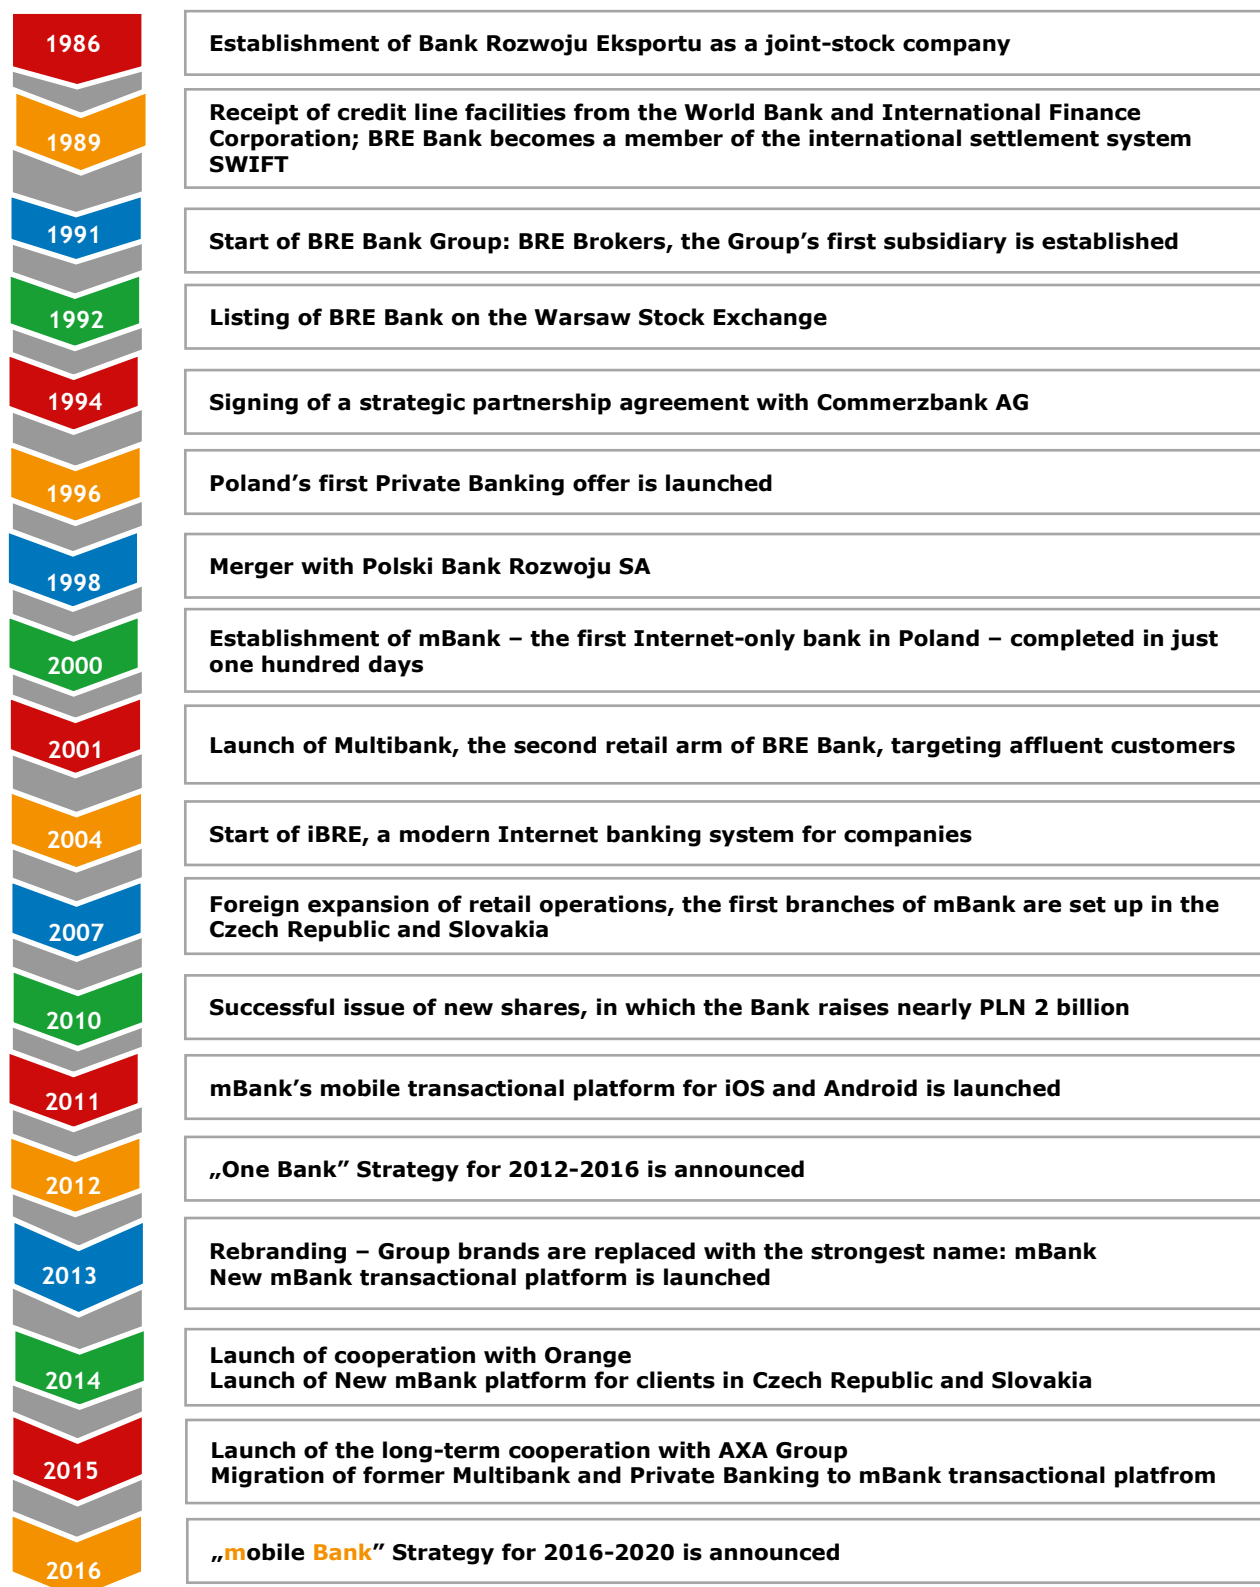 1986
Establishment of Bank Rozwoju Eksportu as a joint-stock company
1989
Receipt of credit line facilities from the World Bank and International Finance
Corporation; BRE Bank becomes a member of the international settlement system
SWIFT
1991
Start of BRE Bank Group: BRE Brokers, the Group’s first subsidiary is established
1992
Listing of BRE Bank on the Warsaw Stock Exchange
1994
Signing of a strategic partnership agreement with Commerzbank AG
1996
Poland’s first Private Banking offer is launched
1998
Merger with Polski Bank Rozwoju SA
2000
Establishment of mBank – the first Internet-only bank in Poland – completed in just
one hundred days
2001
Launch of Multibank, the second retail arm of BRE Bank, targeting affluent customers
2004
Start of iBRE, a modern Internet banking system for companies
2007
Foreign expansion of retail operations, the first branches of mBank are set up in the
Czech Republic and Slovakia
2010
Successful issue of new shares, in which the Bank raises nearly PLN 2 billion
2011
mBank’s mobile transactional platform for iOS and Android is launched
2012
„One Bank” Strategy for 2012-2016 is announced
2013
Rebranding – Group brands are replaced with the strongest name: mBank
New mBank transactional platform is launched
2014
Launch of cooperation with Orange
Launch of New mBank platform for clients in Czech Republic and Slovakia
2015
Launch of the long-term cooperation with AXA Group
Migration of former Multibank and Private Banking to mBank transactional platfrom
2016
„mobile Bank” Strategy for 2016-2020 is announced